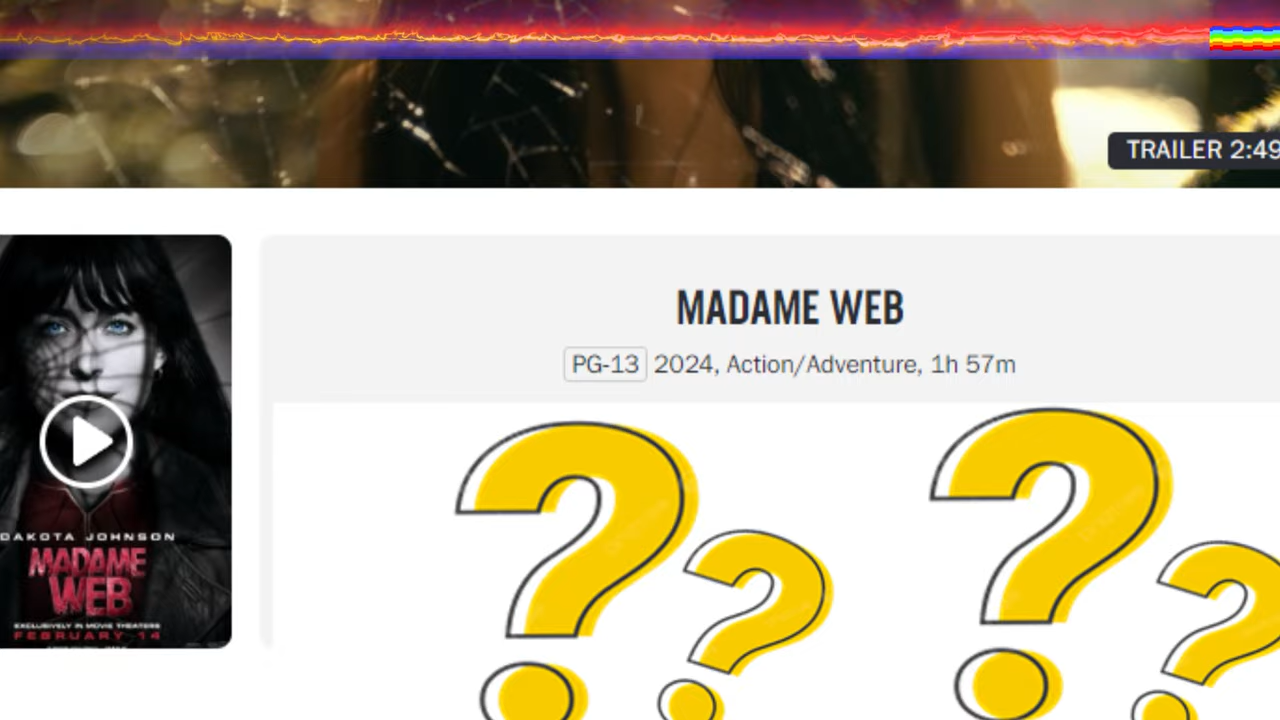 TRAILER 2:49
MADAME WEB
PG-13 2024, Action/Adventure, 1h 57m
DAKOTA JOHNSON
MADAME
WEB
EXCLUSIVELY IN MOVIE THEATERS
FEBRUARY 14
? ? ? ?